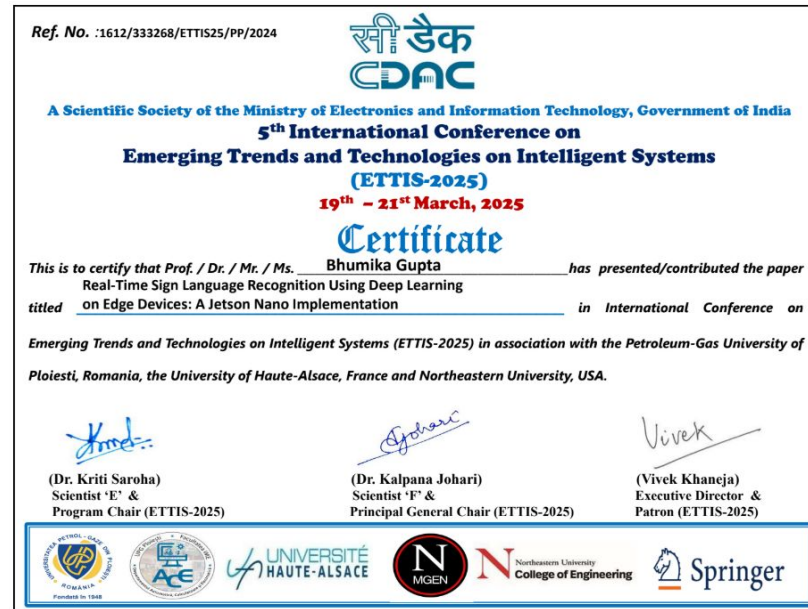 Ref. No. :1612/333268/ETTIS25/PP/2024
सी डैक
CDAC
A Scientific Society of the Ministry of Electronics and Information Technology, Government of India
5th International Conference on
Emerging Trends and Technologies on Intelligent Systems
(ETTIS-2025)
19th – 21st March, 2025
Certificate
This is to certify that Prof. / Dr. / Mr. / Ms. Bhumika Gupta has presented/contributed the paper
Real-Time Sign Language Recognition Using Deep Learning
titled on Edge Devices: A Jetson Nano Implementation in International Conference on
Emerging Trends and Technologies on Intelligent Systems (ETTIS-2025) in association with the Petroleum-Gas University of
Ploiesti, Romania, the University of Haute-Alsace, France and Northeastern University, USA.
Vivek
(Dr. Kriti Saroha) (Dr. Kalpana Johari) (Vivek Khaneja)
Scientist ‘E’ & Scientist ‘F’ & Executive Director &
Program Chair (ETTIS-2025) Principal General Chair (ETTIS-2025) Patron (ETTIS-2025)
UNIVERSITATEA PETROL - GAZE DIN PLOIESTI
ROMÂNIA
Fondată în 1948
ACE
UNIVERSITÉ
HAUTE-ALSACE
N
MGEN
N
Northeastern University
College of Engineering
Springer